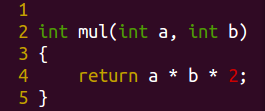 1
2 int mul(int a, int b)
3 {
4     return a * b * 2;
5 }